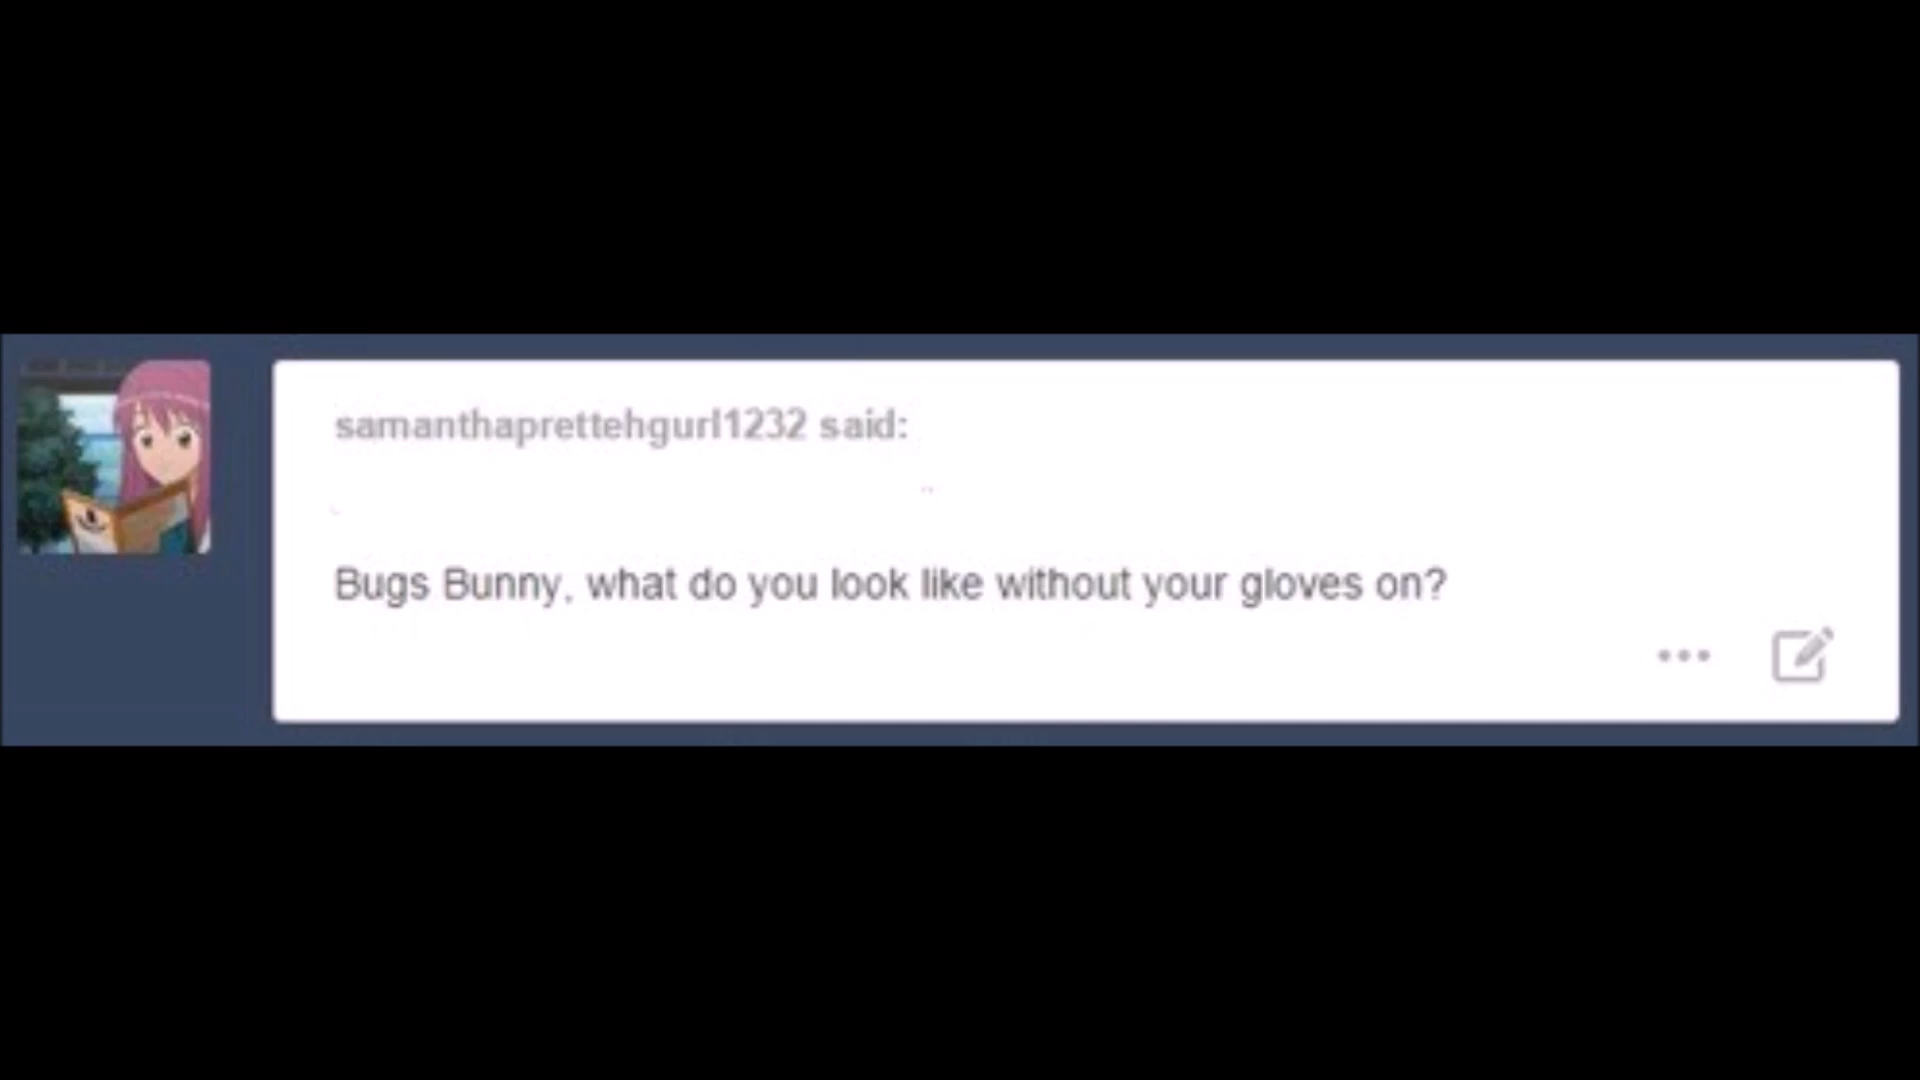 samanthaprettehgurl1232 said:
Bugs Bunny, what do you look like without your gloves on?